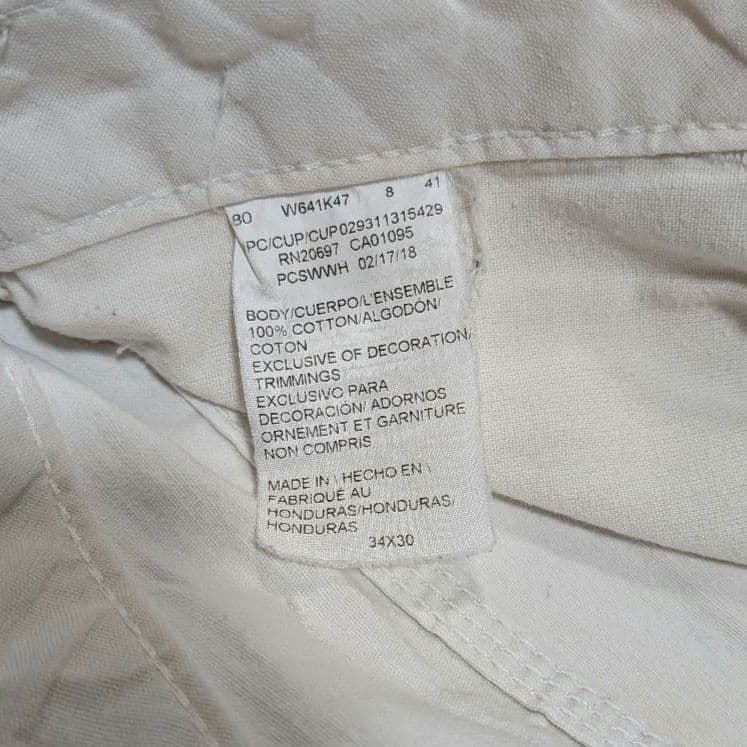 80 W641K47 8 41
PC/CUP/CUP029311315429
RN20697 CA01095
PCSWWH 02/17/18
BODY/CUERPO/L'ENSEMBLE
100% COTTON/ALGODÓN/
COTON
EXCLUSIVE OF DECORATION/
TRIMMINGS
EXCLUSIVO PARA
DECORACIÓN/ ADORNOS
ORNEMENT ET GARNITURE
NON COMPRIS
MADE IN \ HECHO EN \
FABRIQUÉ AU
HONDURAS/HONDURAS/
HONDURAS
34X30